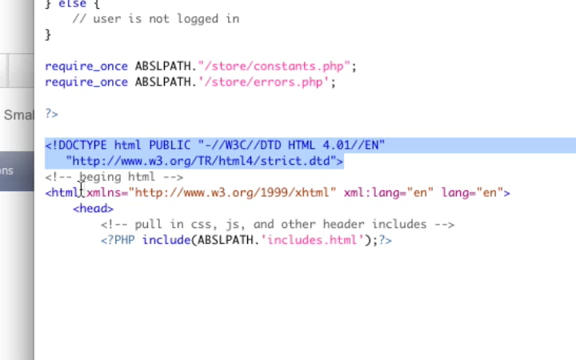 } else {
// user is not logged in
}
require_once ABSLPATH."/store/constants.php";
require_once ABSLPATH.'/store/errors.php';
?>
<!DOCTYPE html PUBLIC "-//W3C//DTD HTML 4.01//EN"
"http://www.w3.org/TR/html4/strict.dtd">
<!-- beging html -->
<html xmlns="http://www.w3.org/1999/xhtml" xml:lang="en" lang="en">
<head>
<!-- pull in css, js, and other header includes -->
<?PHP include(ABSLPATH.'includes.html');?>
Smal
ons